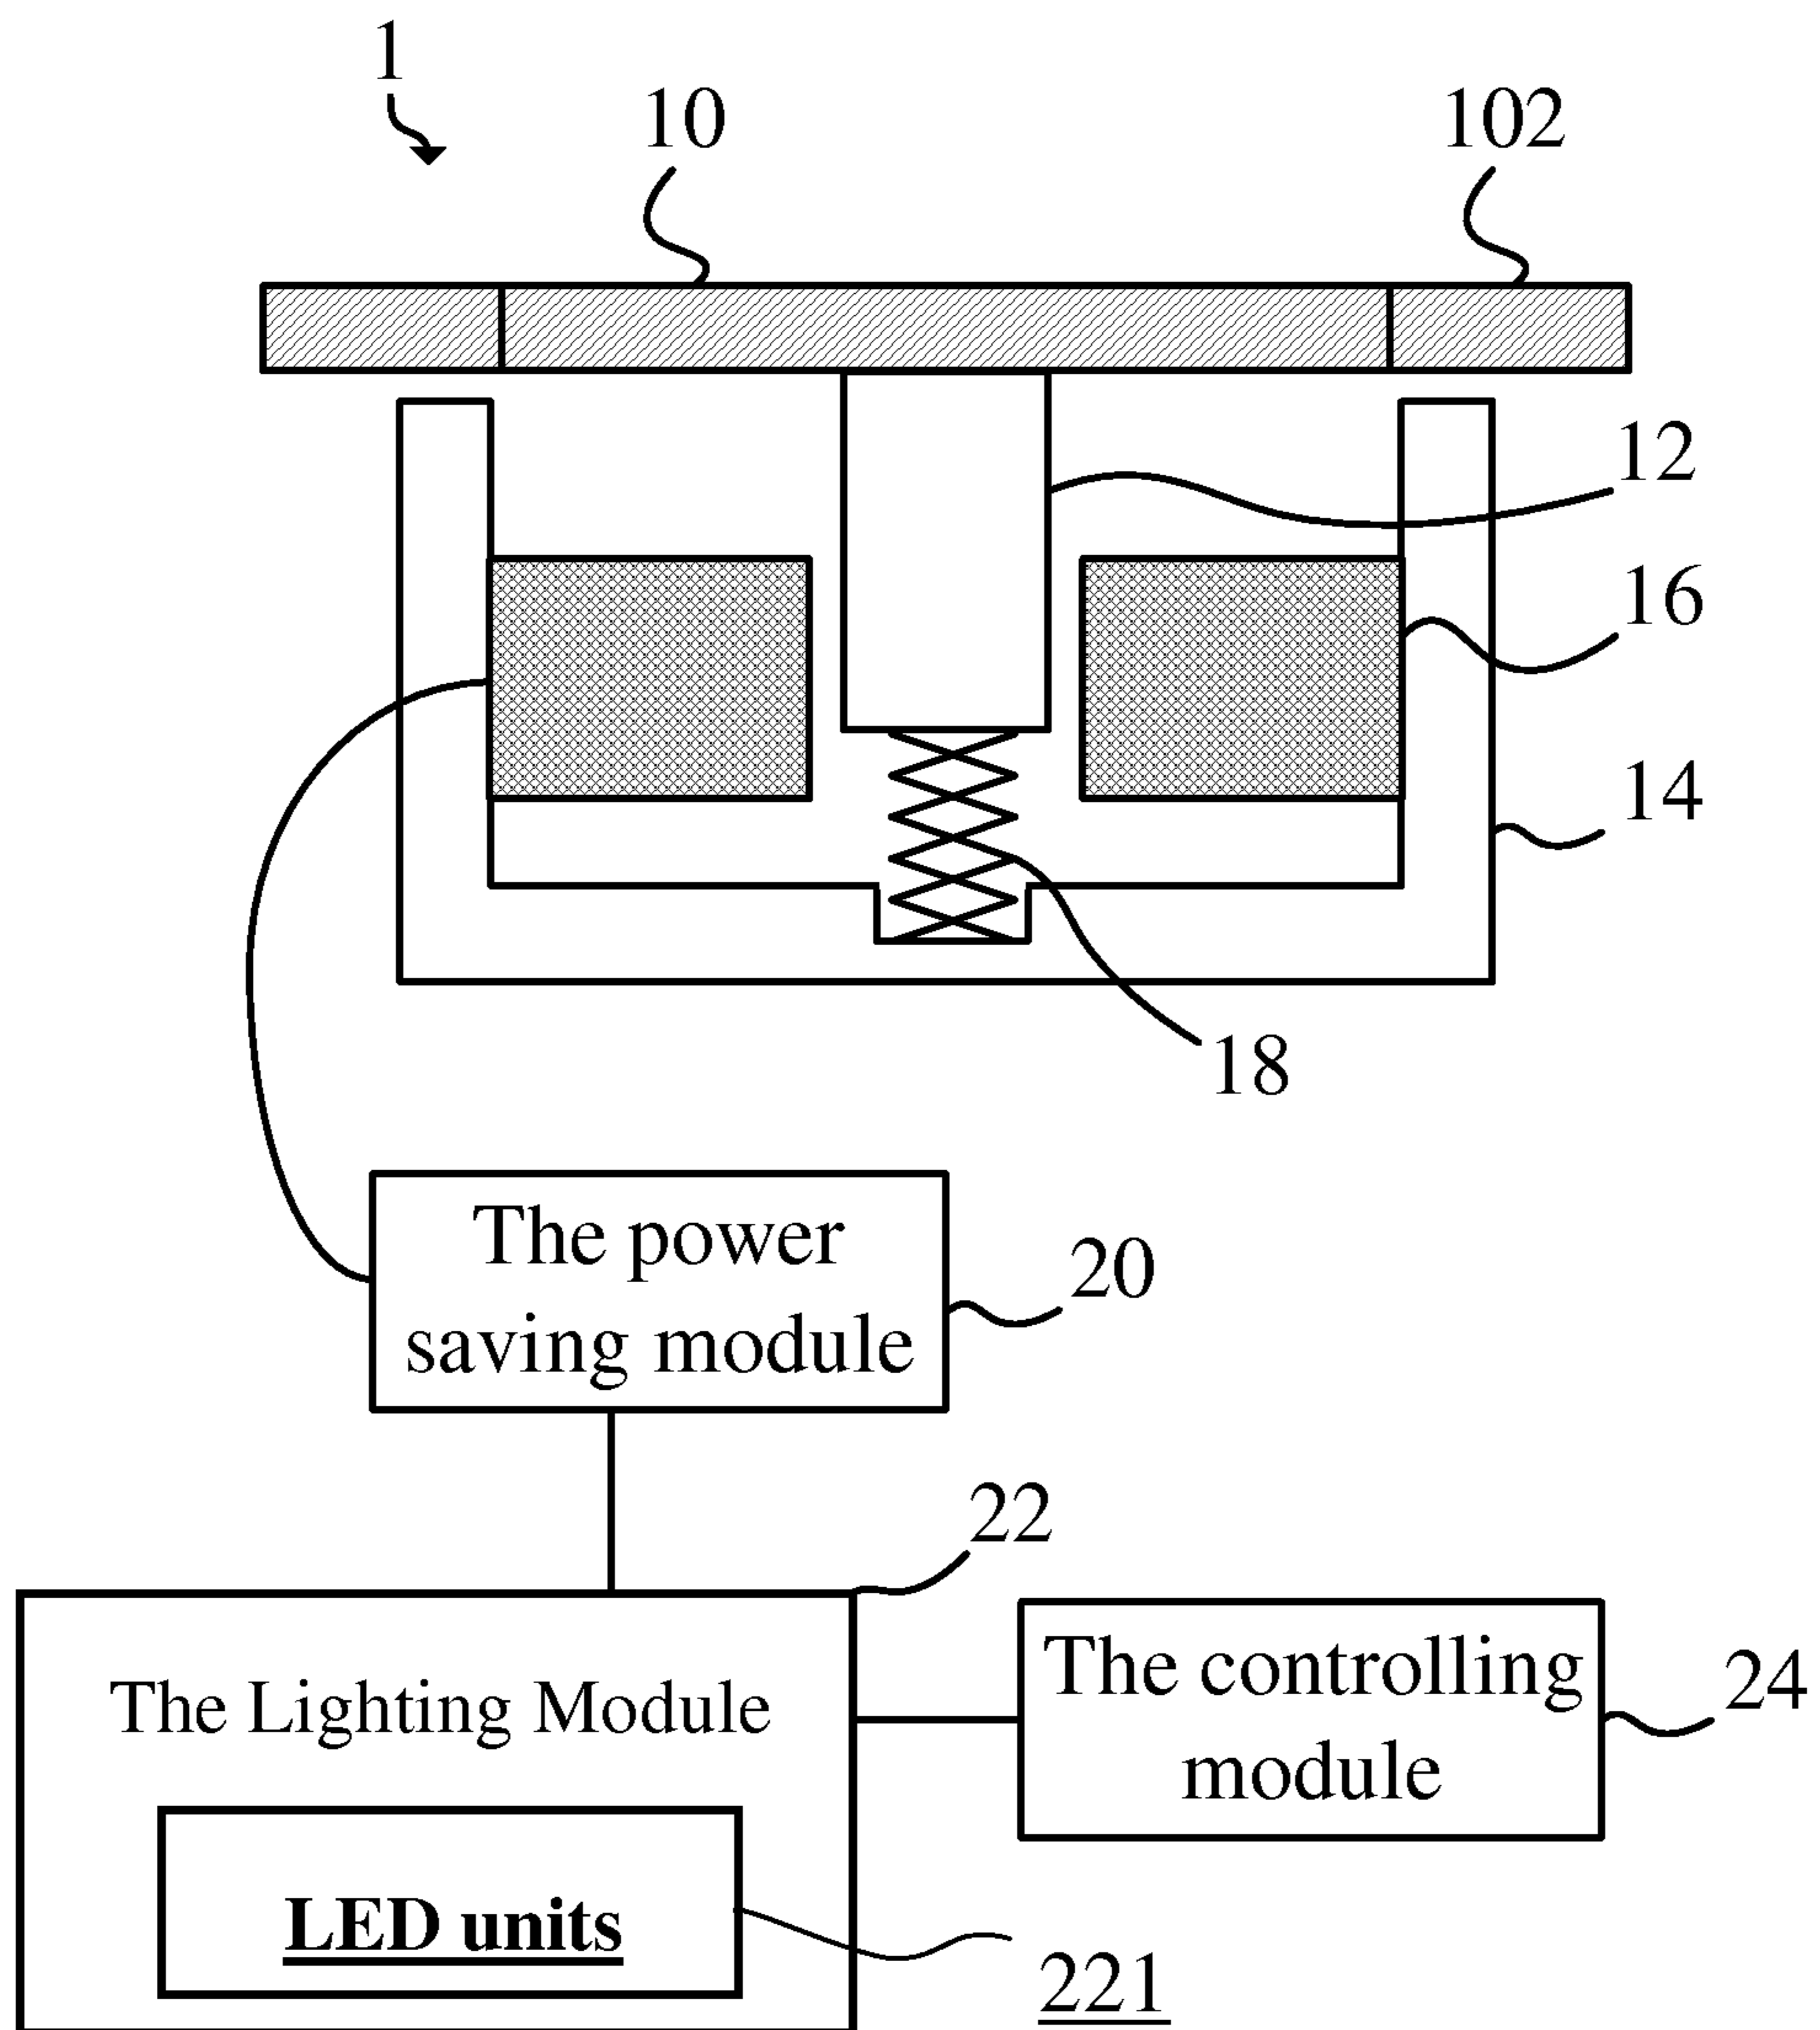 1
10
102
12
16
14
18
The power
saving module
20
22
The Lighting Module
The controlling
module
24
LED units
221